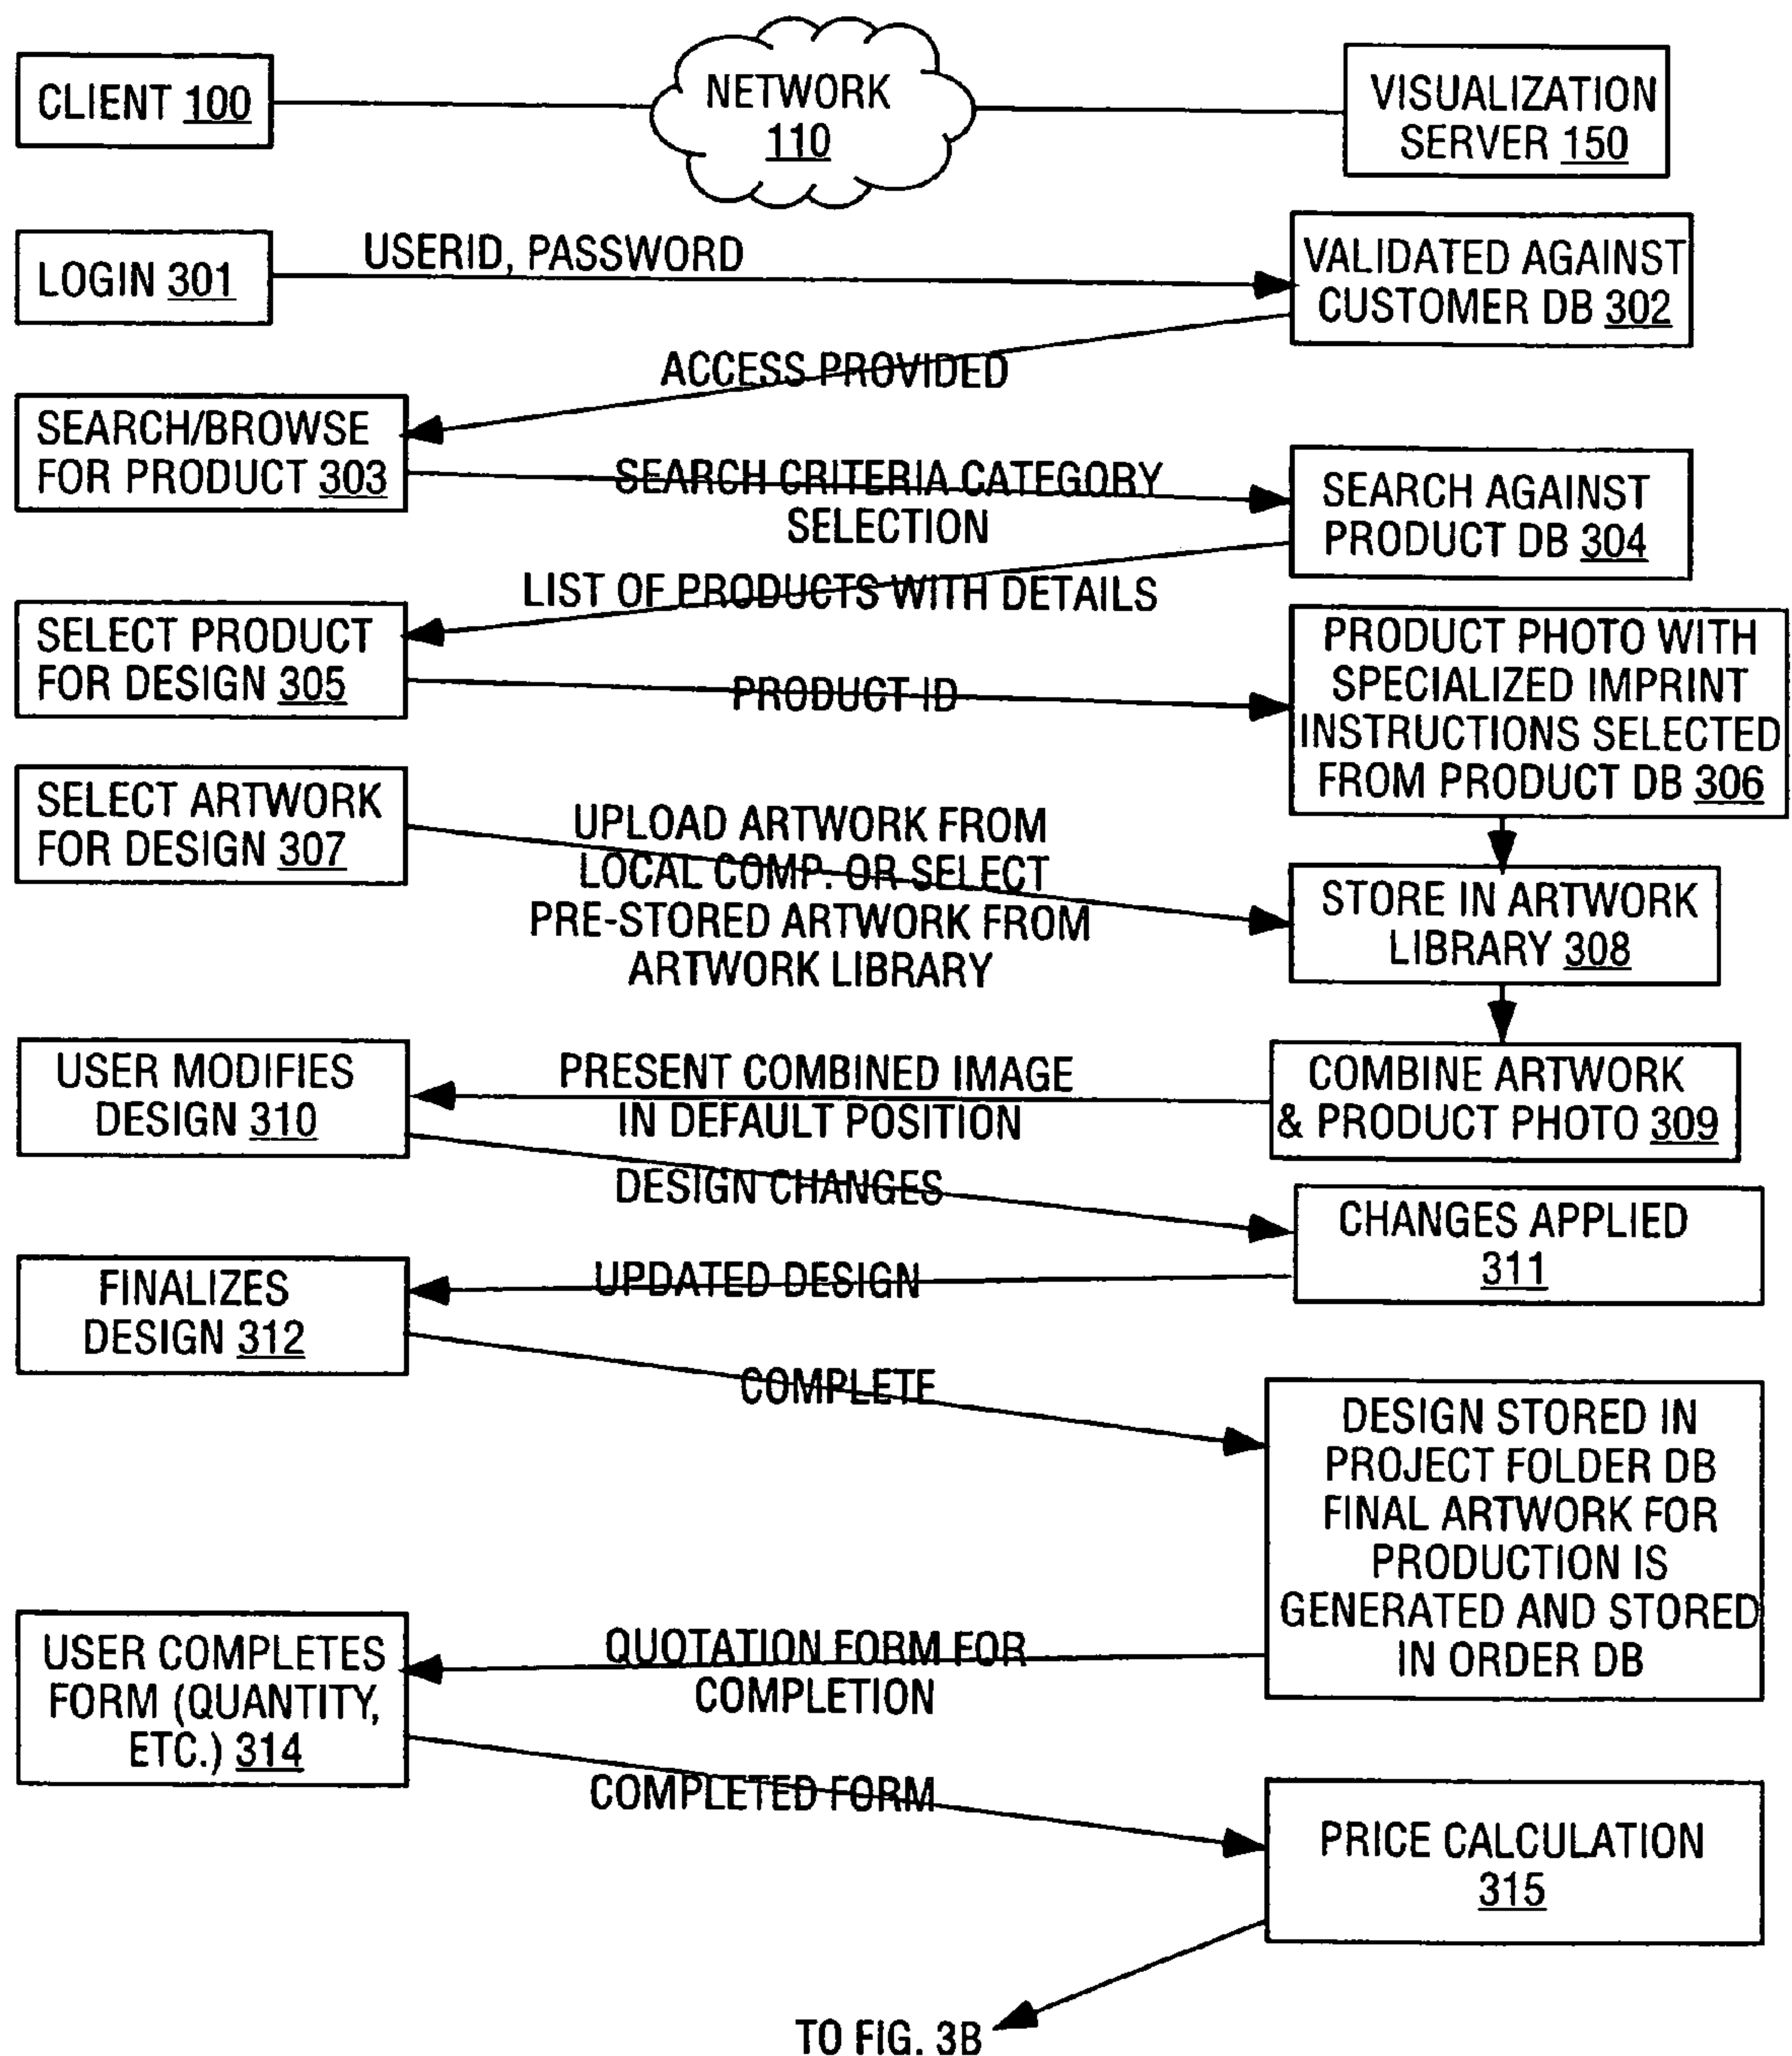 CLIENT 100
NETWORK
110
VISUALIZATION
SERVER 150
LOGIN 301
USERID, PASSWORD
VALIDATED AGAINST
CUSTOMER DB 302
ACCESS PROVIDED
SEARCH/BROWSE
FOR PRODUCT 303
SEARCH CRITERIA CATEGORY
SELECTION
SEARCH AGAINST
PRODUCT DB 304
LIST OF PRODUCTS WITH DETAILS
SELECT PRODUCT
FOR DESIGN 305
PRODUCT ID
PRODUCT PHOTO WITH
SPECIALIZED IMPRINT
INSTRUCTIONS SELECTED
FROM PRODUCT DB 306
SELECT ARTWORK
FOR DESIGN 307
UPLOAD ARTWORK FROM
LOCAL COMP. OR SELECT
PRE-STORED ARTWORK FROM
ARTWORK LIBRARY
STORE IN ARTWORK
LIBRARY 308
USER MODIFIES
DESIGN 310
PRESENT COMBINED IMAGE
IN DEFAULT POSITION
COMBINE ARTWORK
& PRODUCT PHOTO 309
DESIGN CHANGES
CHANGES APPLIED
311
FINALIZES
DESIGN 312
UPDATED DESIGN
COMPLETE
DESIGN STORED IN
PROJECT FOLDER DB
FINAL ARTWORK FOR
PRODUCTION IS
GENERATED AND STORED
IN ORDER DB
USER COMPLETES
FORM (QUANTITY,
ETC.) 314
QUOTATION FORM FOR
COMPLETION
COMPLETED FORM
PRICE CALCULATION
315
TO FIG. 3B